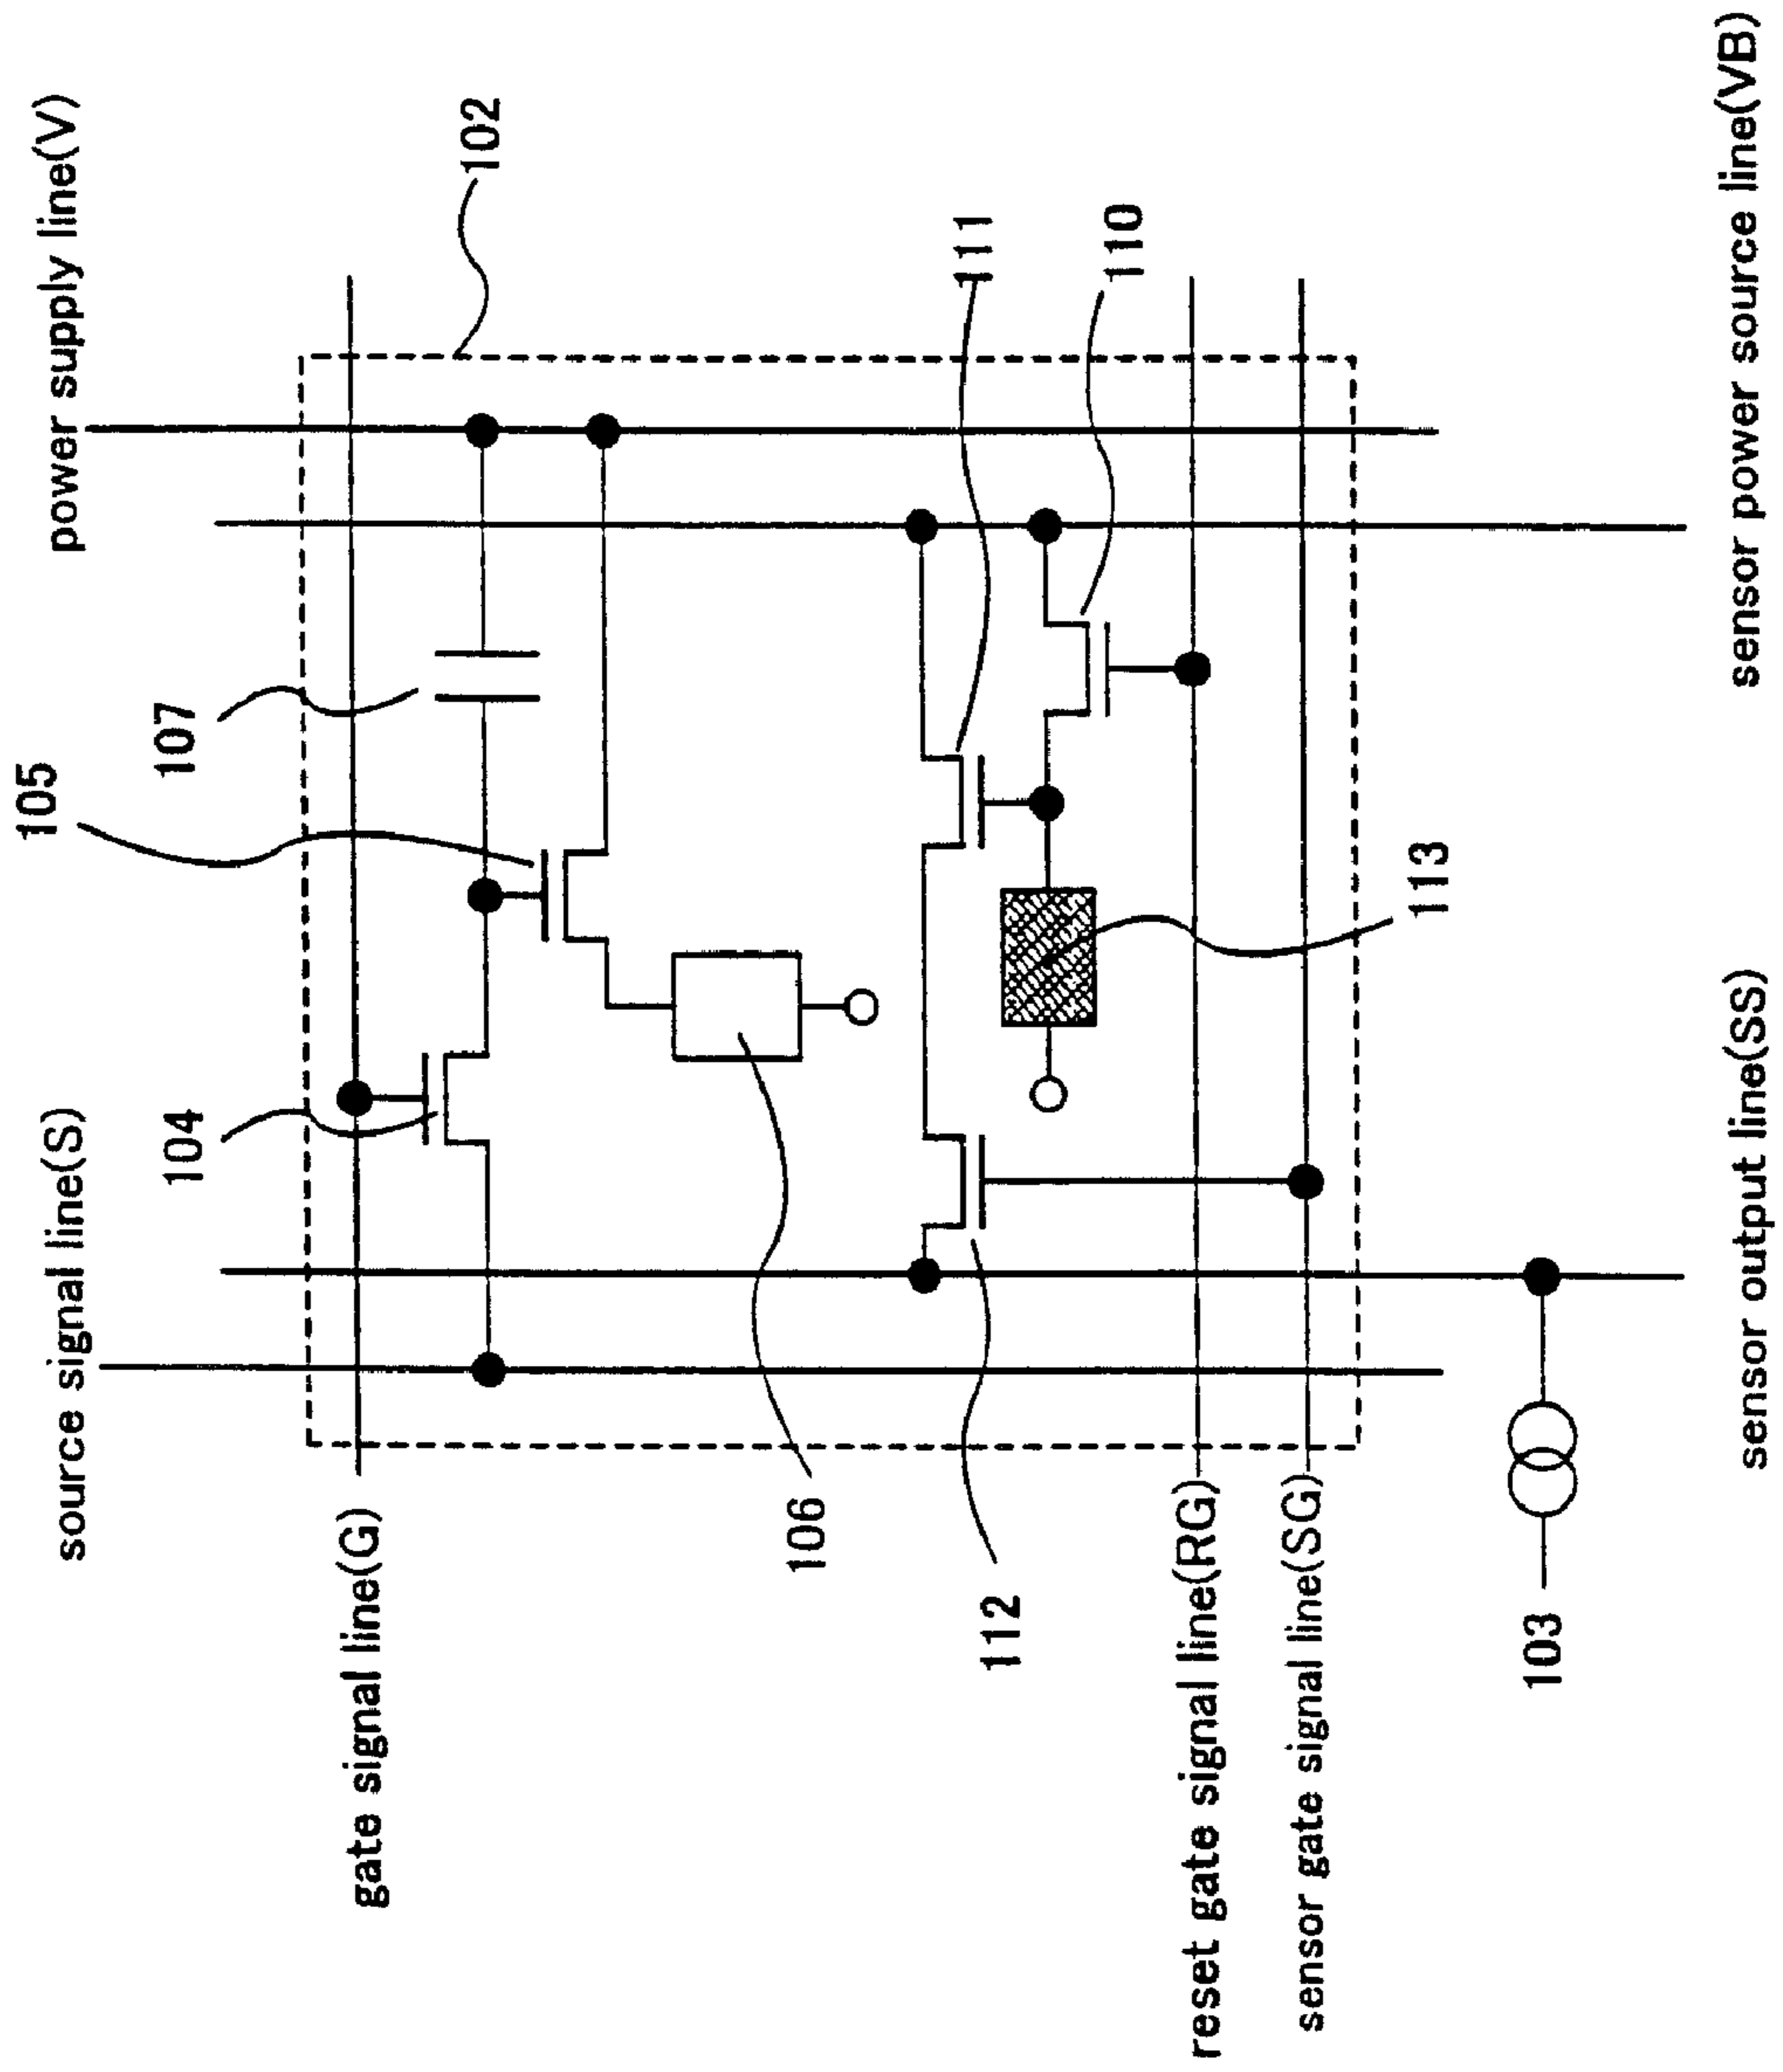 source signal line(S)
power supply line(V)
105
104
107
102
gate signal line(G)
111
110
106
113
112
reset gate signal line(RG)
sensor gate signal line(SG)
103
sensor output line(SS)
sensor power source line(VB)